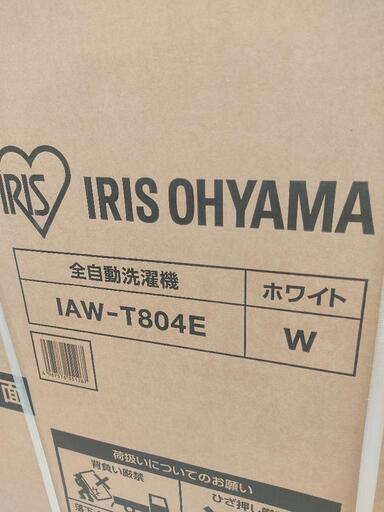 IRIS
IRIS OHYAMA
全自動洗濯機
ホワイト
IAW-T804E
W
面
荷扱いについてのお願い
背負い厳禁
ひざ押し厳